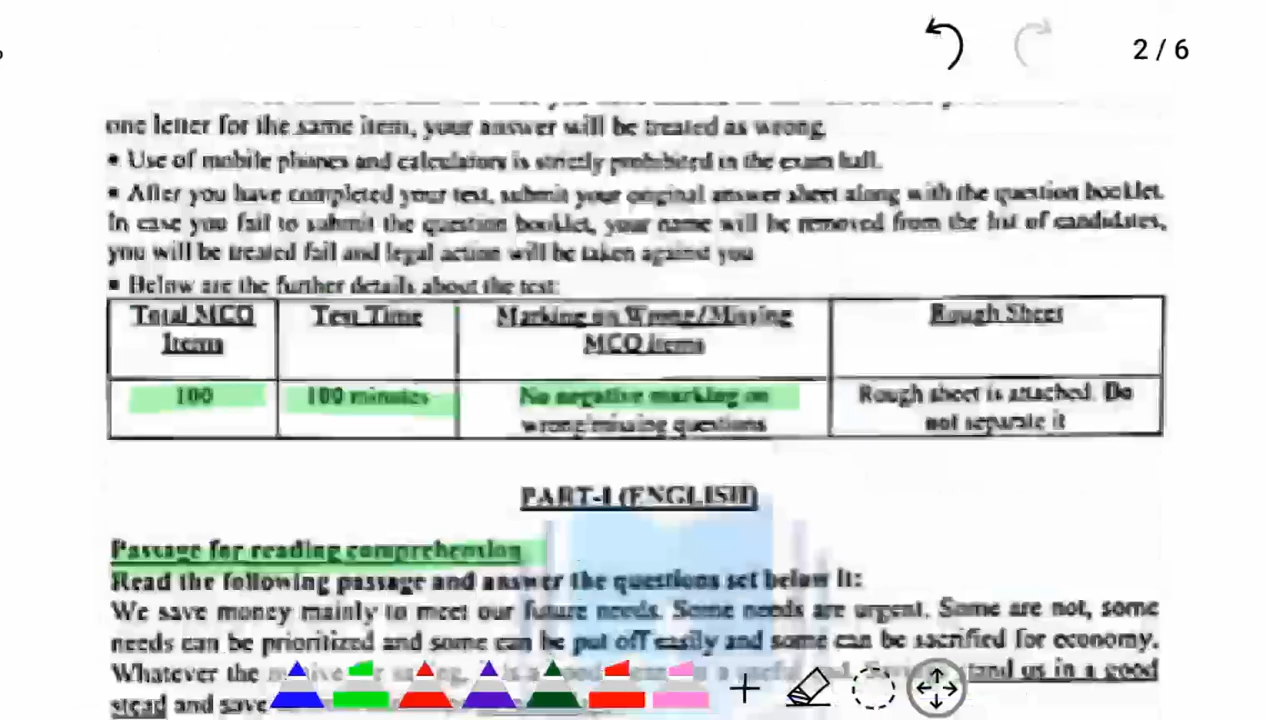 2 / 6
one letter for the same item, your answer will be treated as wrong.
• Use of mobile phones and calculators is strictly prohibited in the exam hall.
• After you have completed your test, submit your original answer sheet along with the question booklet.
In case you fail to submit the question booklet, your name will be removed from the list of candidates,
you will be treated fail and legal action will be taken against you
• Below are the further details about the test:
Total MCQ Items
Test Time
Marking on Wrong/Missing MCQ items
Rough Sheet
100
100 minutes
No negative marking on wrong/missing questions
Rough sheet is attached. Do not separate it
PART-I (ENGLISH)
Passage for reading comprehension
Read the following passage and answer the questions set below it:
We save money mainly to meet our future needs. Some needs are urgent. Some are not, some
needs can be prioritized and some can be put off easily and some can be sacrified for economy.
Whatever the stand us in a good
stead and save